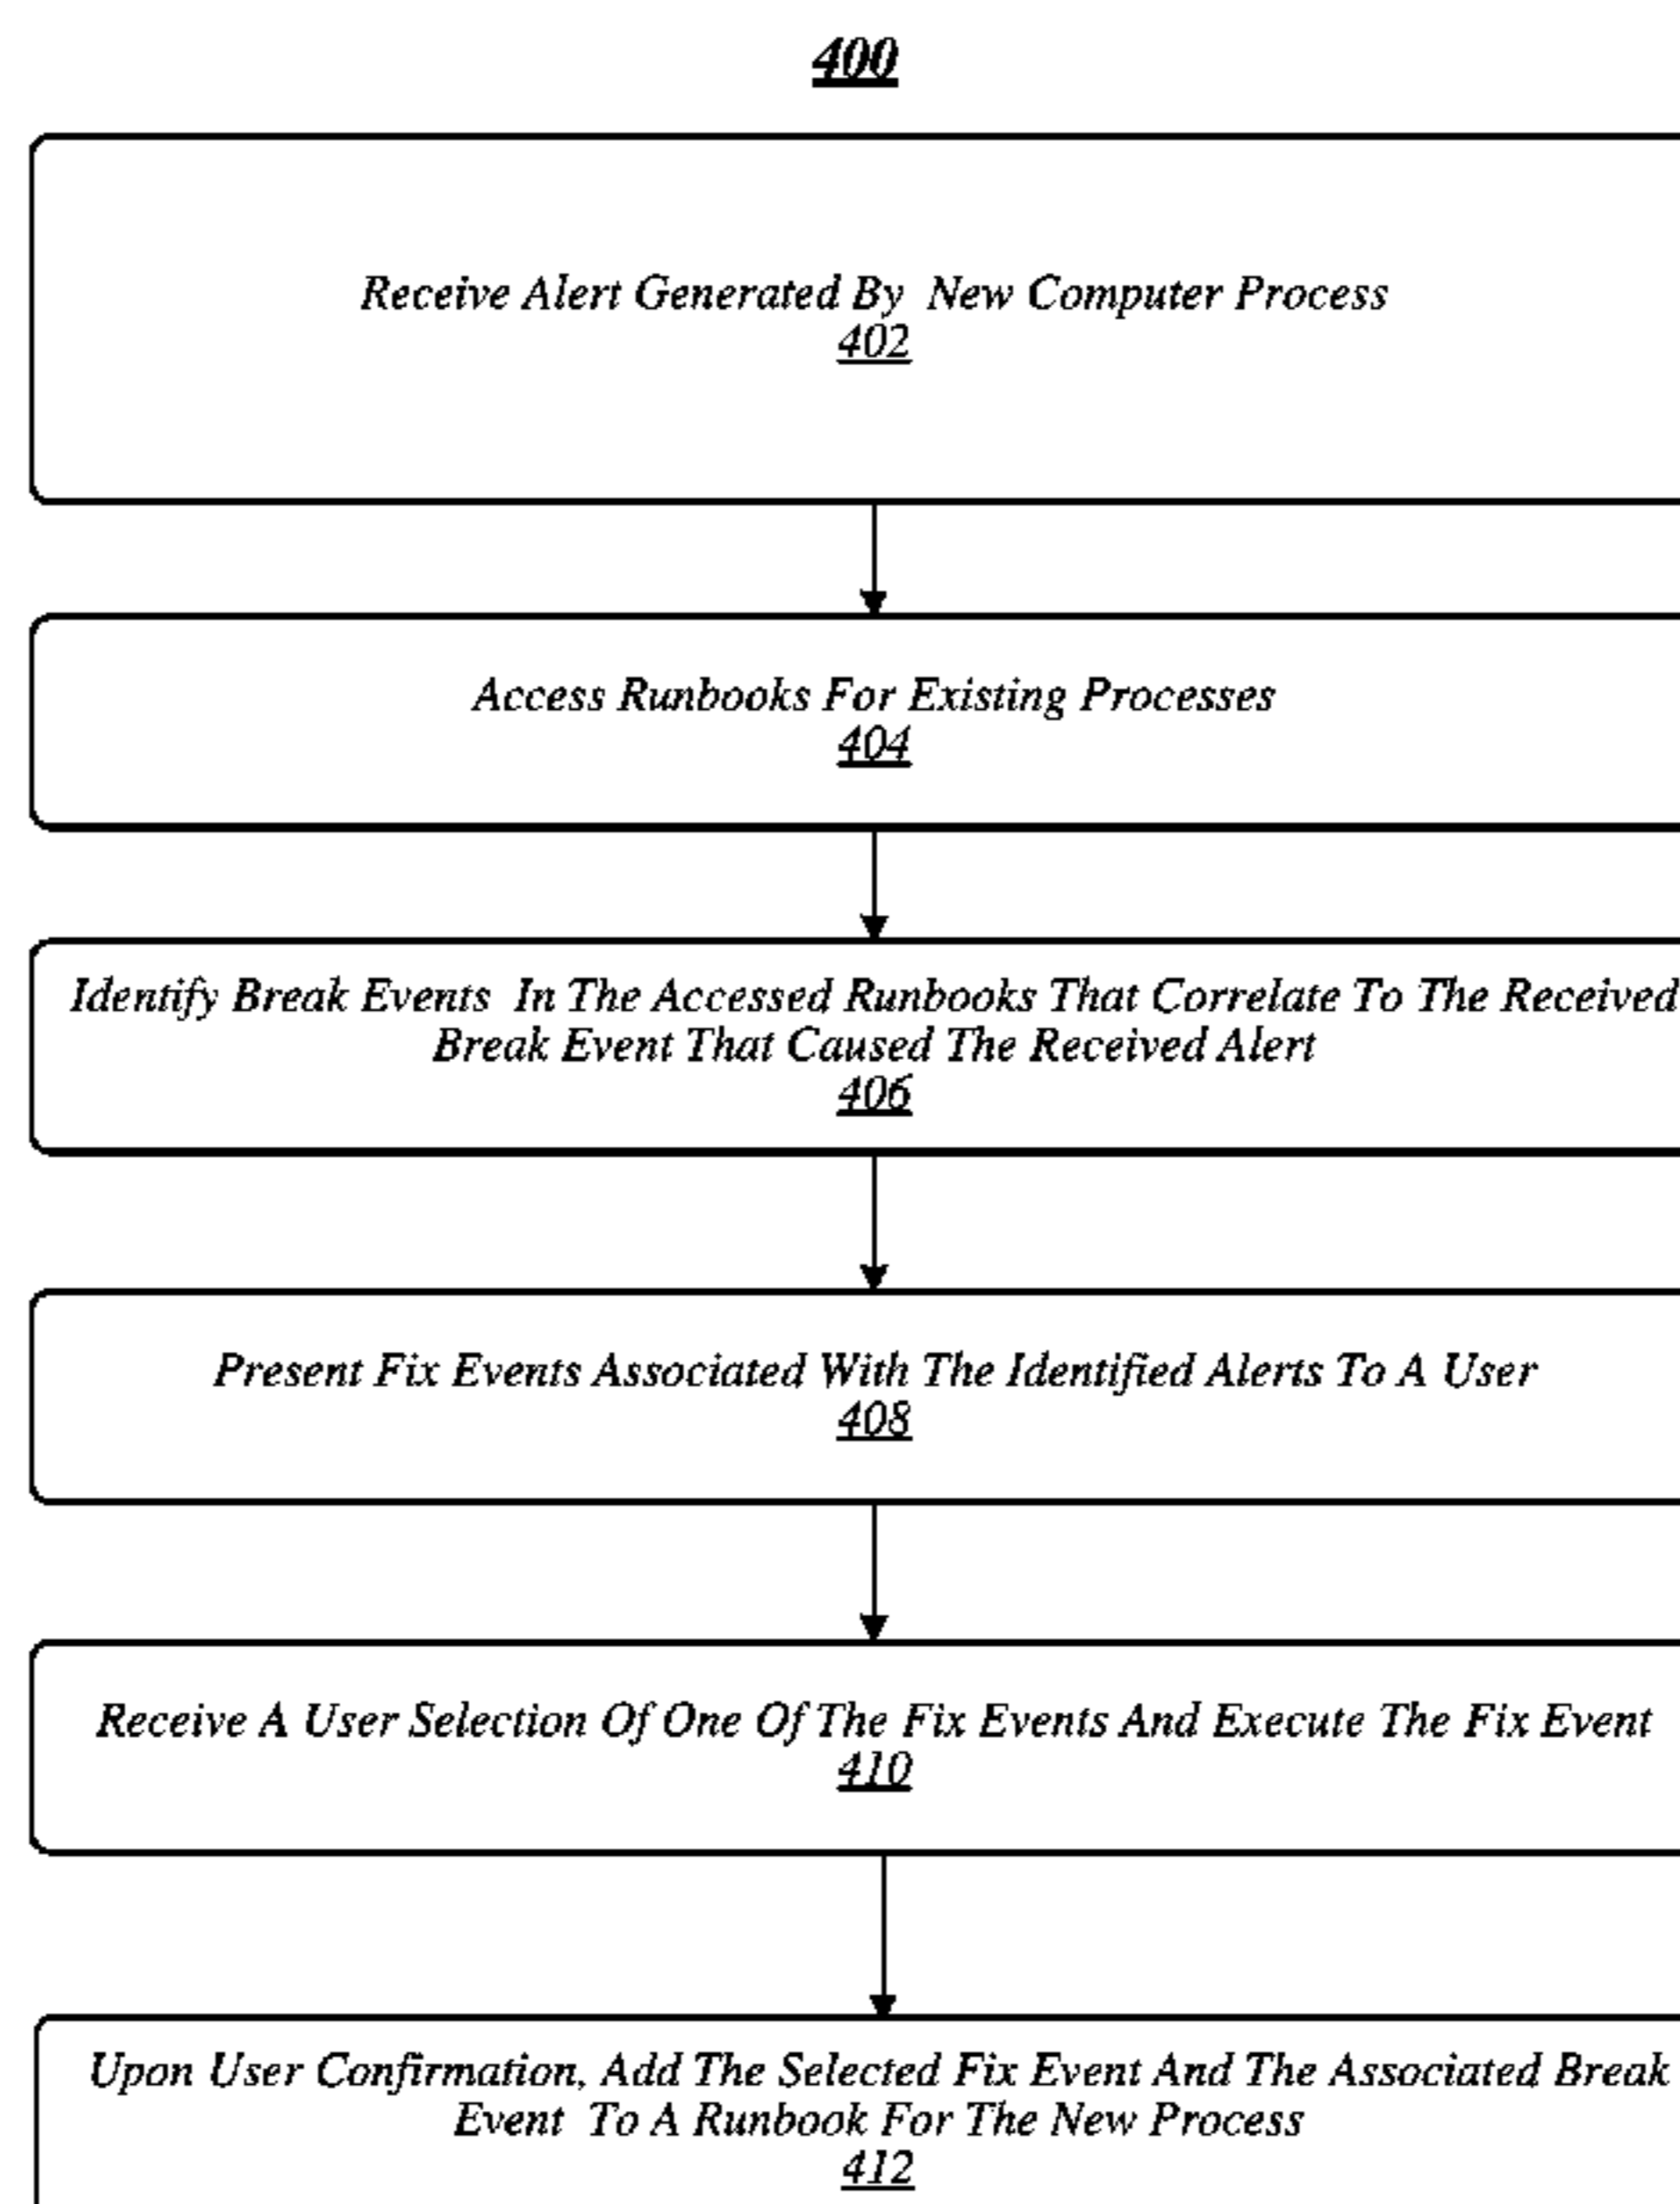 400
Receive Alert Generated By New Computer Process
402
Access Runbooks For Existing Processes
404
Identify Break Events In The Accessed Runbooks That Correlate To The Received
Break Event That Caused The Received Alert
406
Present Fix Events Associated With The Identified Alerts To A User
408
Receive A User Selection Of One Of The Fix Events And Execute The Fix Event
410
Upon User Confirmation, Add The Selected Fix Event And The Associated Break
Event To A Runbook For The New Process
412